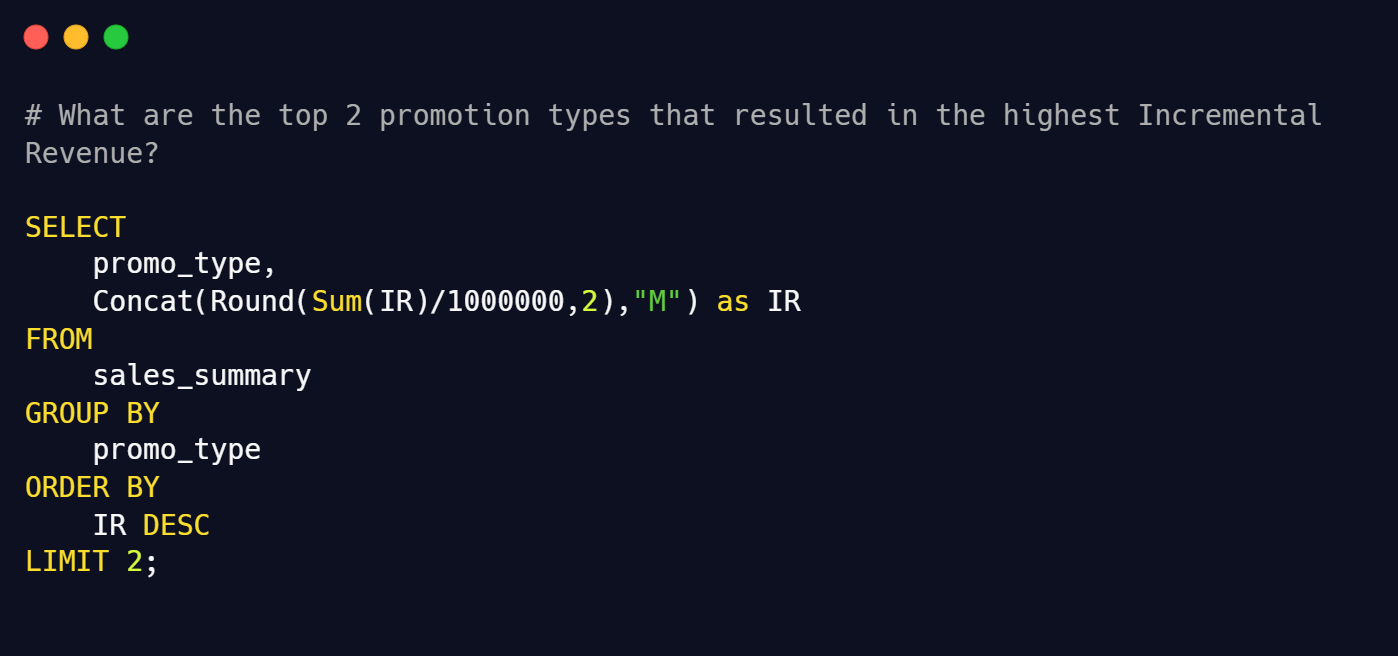 # What are the top 2 promotion types that resulted in the highest Incremental
Revenue?
SELECT
    promo_type,
    Concat(Round(Sum(IR)/1000000,2),"M") as IR
FROM
    sales_summary
GROUP BY
    promo_type
ORDER BY
    IR DESC
LIMIT 2;